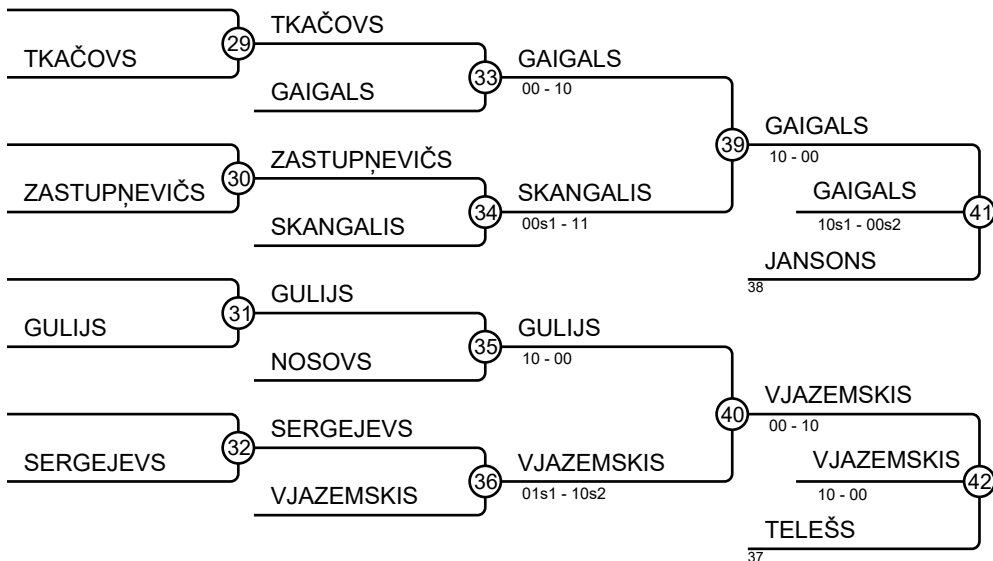 TKAČOVS
29
TKAČOVS
GAIGALS
33
GAIGALS
00 - 10
ZASTUPŅEVIČS
30
ZASTUPŅEVIČS
SKANGALIS
34
SKANGALIS
00s1 - 11
39
GAIGALS
10 - 00
GAIGALS
10s1 - 00s2
41
JANSONS
38
GULIJS
31
GULIJS
NOSOVS
35
GULIJS
10 - 00
SERGEJEVS
32
SERGEJEVS
VJAZEMSKIS
36
VJAZEMSKIS
01s1 - 10s2
40
VJAZEMSKIS
00 - 10
VJAZEMSKIS
10 - 00
42
TELEŠS
37